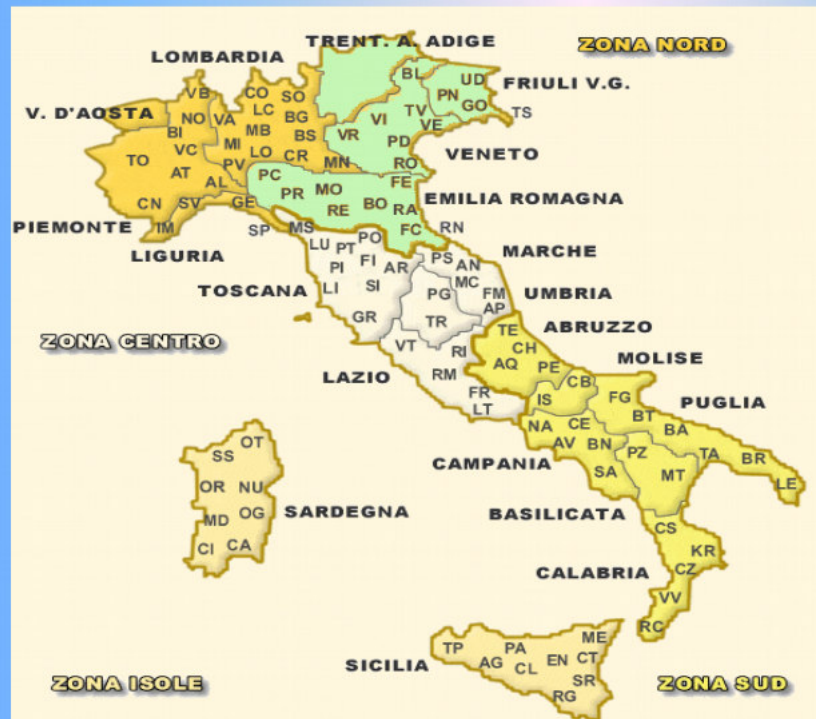 TRENT. A. ADIGE
ZONA NORD
LOMBARDIA
BL
UD
FRIULI V.G.
VB
CO
SO
PN
V. D'AOSTA
NO
VA
LC
BG
VI
TV
GO
TS
BI
MB
BS
VR
VE
VC
MI
PD
VENETO
TO
LO
CR
MN
RO
AT
PV
PC
FE
AL
PR
MO
EMILIA ROMAGNA
CN
SV
GE
RE
BO
RA
PIEMONTE
IM
SP
MS
FC
RN
LIGURIA
LU
PT
PO
MARCHE
PI
FI
AR
PS
AN
TOSCANA
LI
SI
MC
PG
FM
UMBRIA
GR
TR
AP
ABRUZZO
ZONA CENTRO
VT
RI
TE
CH
MOLISE
LAZIO
RM
AQ
PE
CB
FR
IS
FG
PUGLIA
LT
BT
NA
CE
BA
AV
BN
PZ
TA
BR
CAMPANIA
SA
MT
LE
OT
SS
OR
NU
SARDEGNA
BASILICATA
MD
OG
CS
CI
CA
KR
CALABRIA
CZ
VV
RC
ME
SICILIA
TP
PA
AG
CL
EN
CT
SR
RG
ZONA ISOLE
ZONA SUD